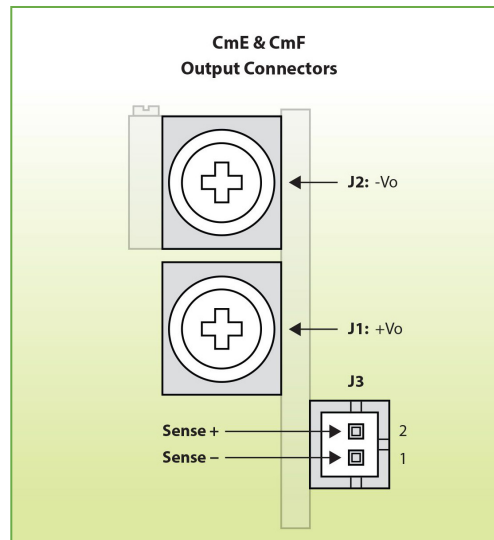 CmE & CmF
Output Connectors
J2: -Vo
J1: +Vo
J3
Sense + 2
Sense – 1